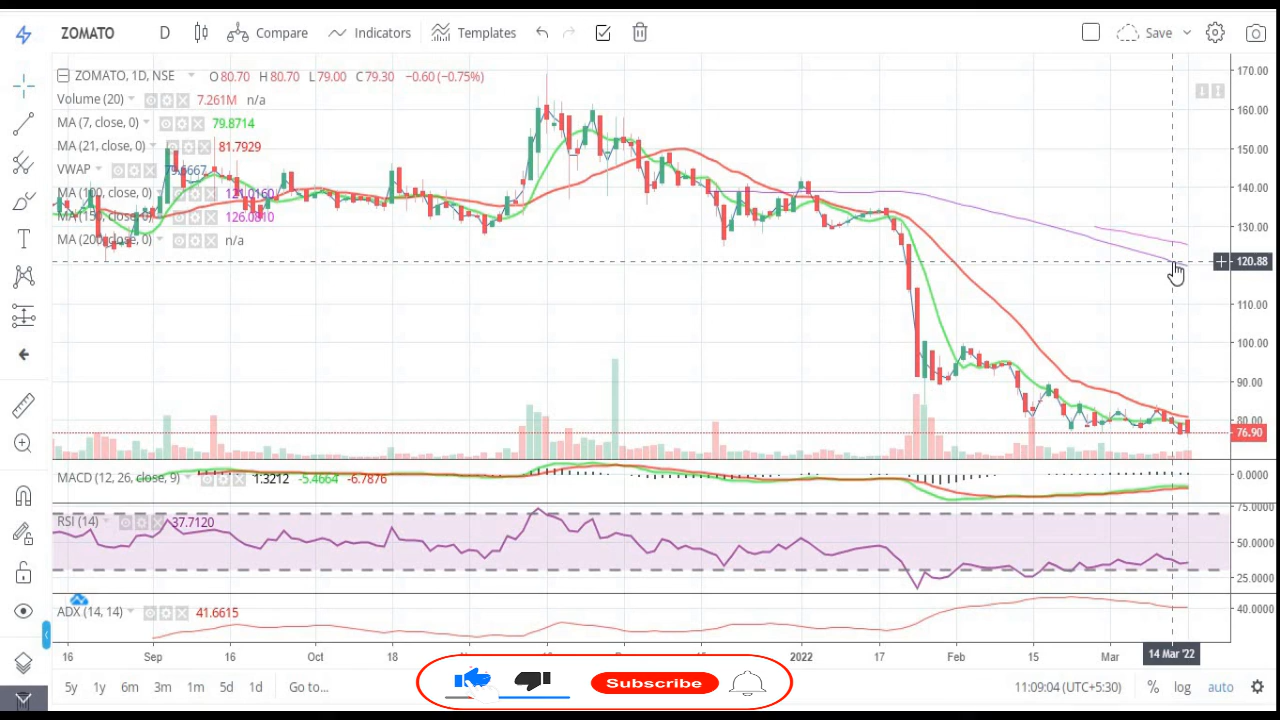 ZOMATO D Compare Indicators Templates Save
ZOMATO, 1D, NSE O80.70 H80.70 L79.00 C79.30 −0.60 (−0.75%)
Volume (20) 7.261M n/a
MA (7, close, 0) 79.8714
MA (21, close, 0) 81.7929
VWAP
MA (100, close, 0) 121.0160
MA (150, close, 0) 126.0810
MA (200, close, 0) n/a
170.00
160.00
150.00
140.00
130.00
120.88
110.00
100.00
90.00
80.00
76.90
MACD (12, 26, close, 9) 1.3212 -5.4664 -6.7876
0.0000
RSI (14) 37.7120
75.0000
50.0000
25.0000
ADX (14, 14) 41.6615
40.0000
16 Sep 16 Oct 18 2022 17 Feb 15 Mar 14 Mar '22
5y 1y 6m 3m 1m 5d 1d Go to... Subscribe 11:09:04 (UTC+5:30) % log auto